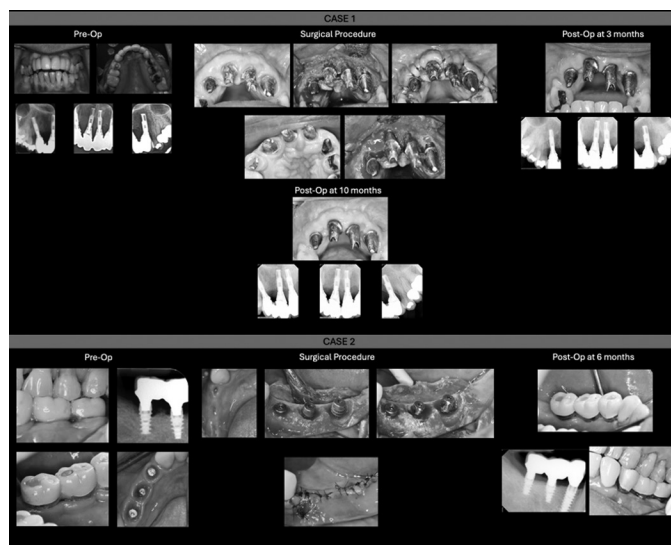 CASE 1
Pre-Op
Surgical Procedure
Post-Op at 3 months
Post-Op at 10 months
CASE 2
Pre-Op
Surgical Procedure
Post-Op at 6 months